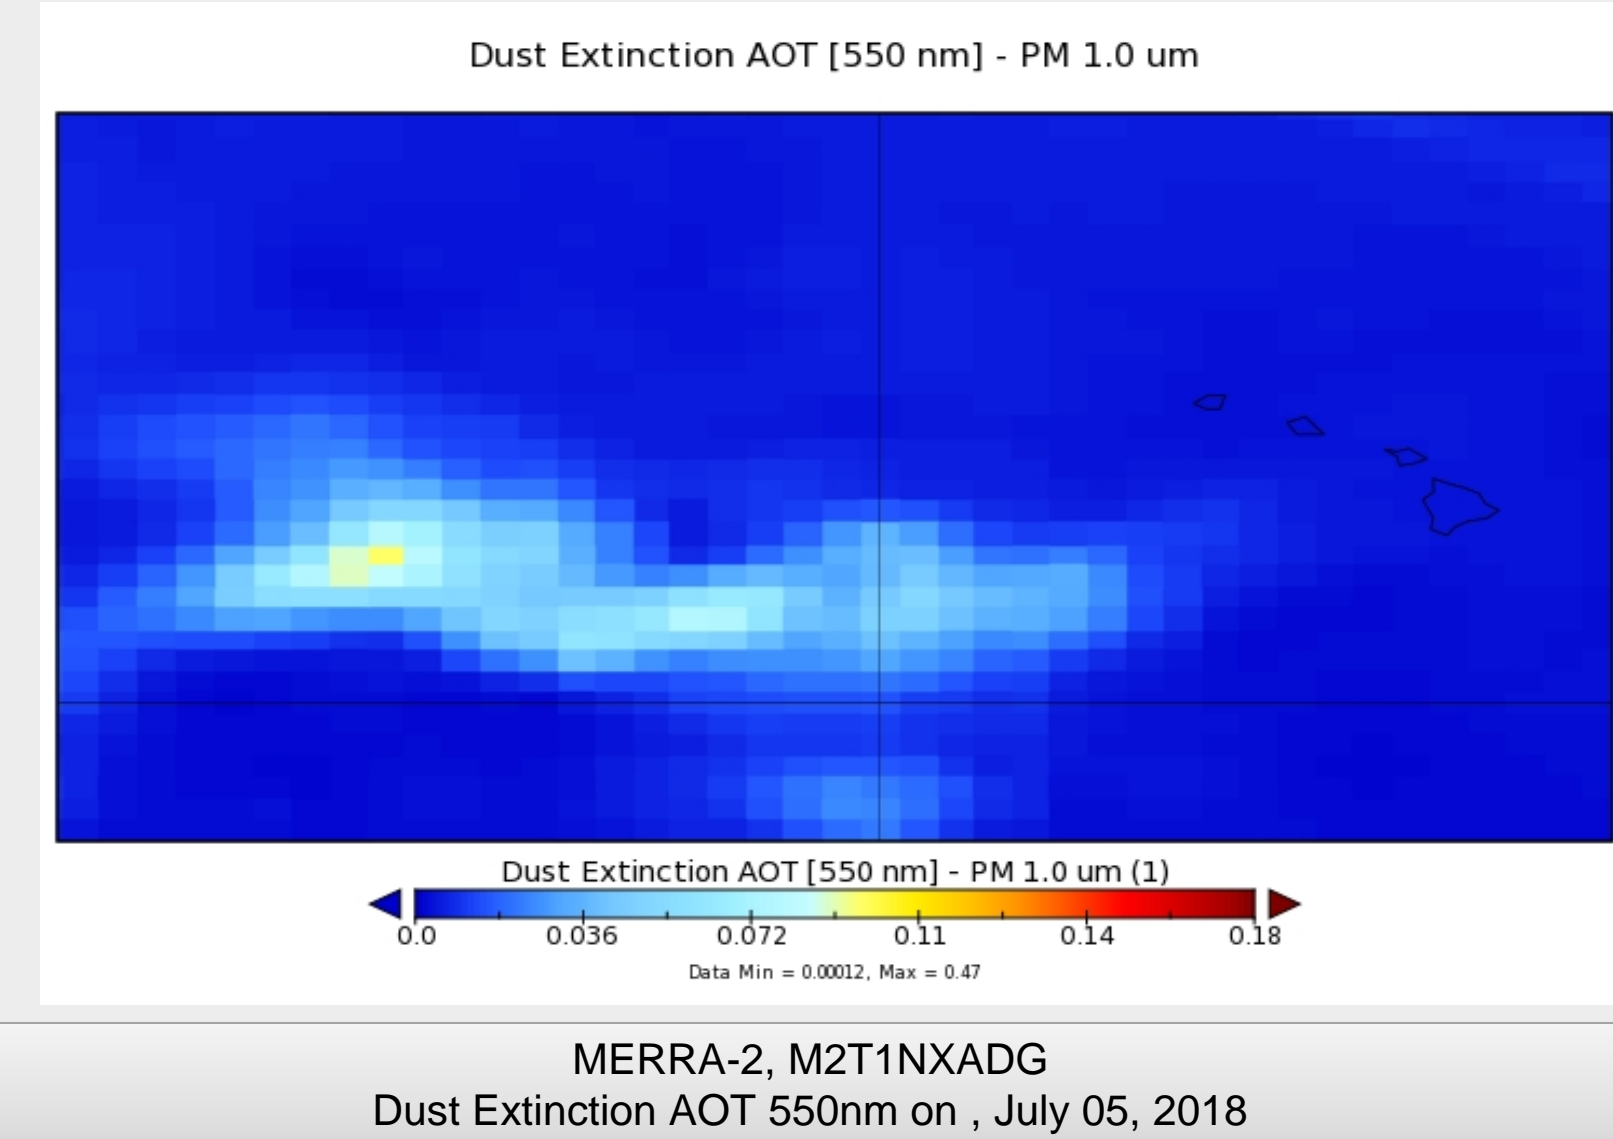 Dust Extinction AOT [550 nm] - PM 1.0 um
Dust Extinction AOT [550 nm] - PM 1.0 um (1)
0.0 0.036 0.072 0.11 0.14 0.18
Data Min = 0.00012, Max = 0.47
MERRA-2, M2T1NXADG
Dust Extinction AOT 550nm on , July 05, 2018